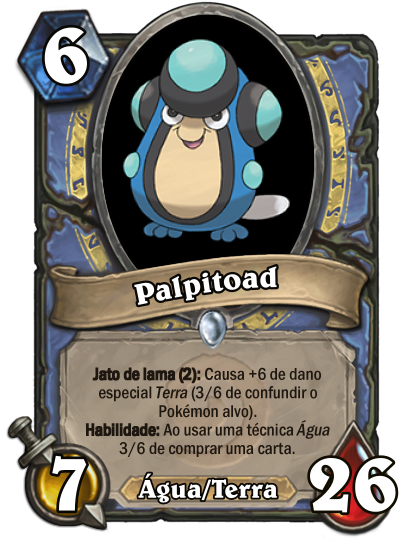 6
Palpitoad
Jato de lama (2): Causa +6 de dano
especial Terra (3/6 de confundir o
Pokémon alvo).
Habilidade: Ao usar uma técnica Água
3/6 de comprar uma carta.
7
Água/Terra
26